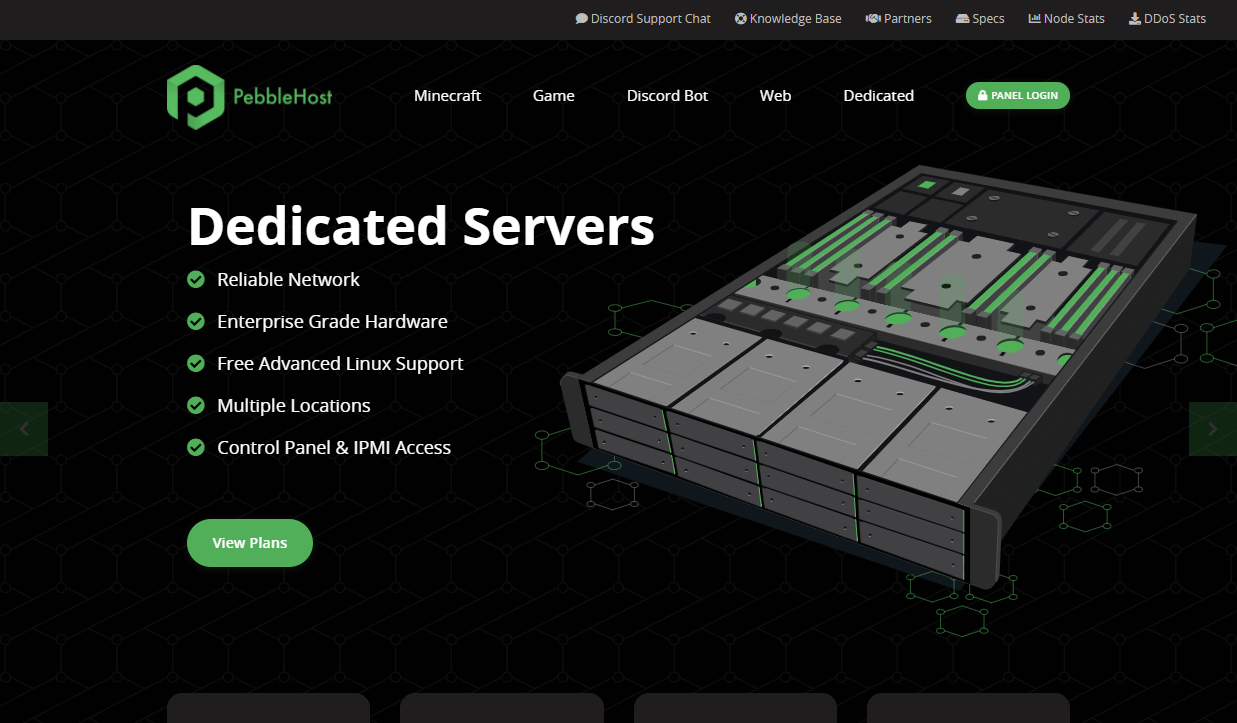 Discord Support Chat Knowledge Base Partners Specs Node Stats DDoS Stats
PebbleHost Minecraft Game Discord Bot Web Dedicated PANEL LOGIN
Dedicated Servers
Reliable Network
Enterprise Grade Hardware
Free Advanced Linux Support
Multiple Locations
Control Panel & IPMI Access
View Plans